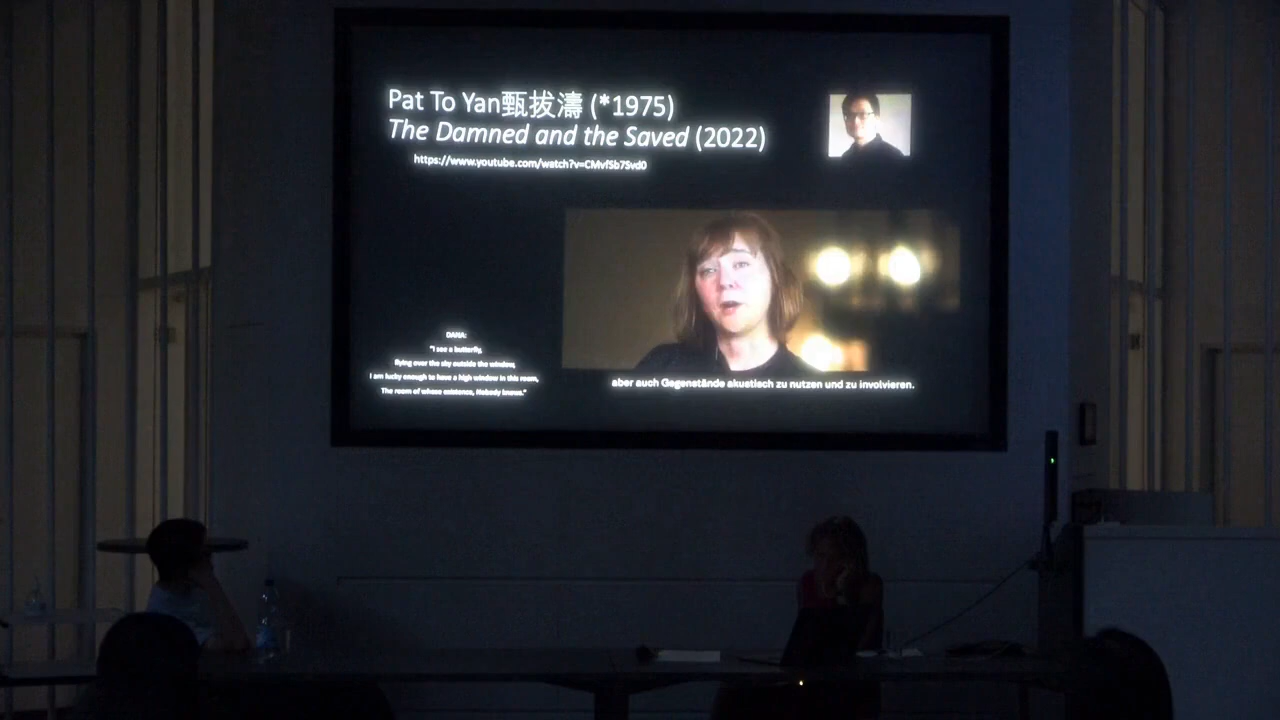 Pat To Yan甄拔濤 (*1975)
The Damned and the Saved (2022)
https://www.youtube.com/watch?v=CMvfSb7Svd0
DANA:
"I see a butterfly,
flying over the sky outside the window,
I am lucky enough to have a high window in this room,
The room of whose existence, Nobody knows."
aber auch Gegenstände akustisch zu nutzen und zu involvieren.